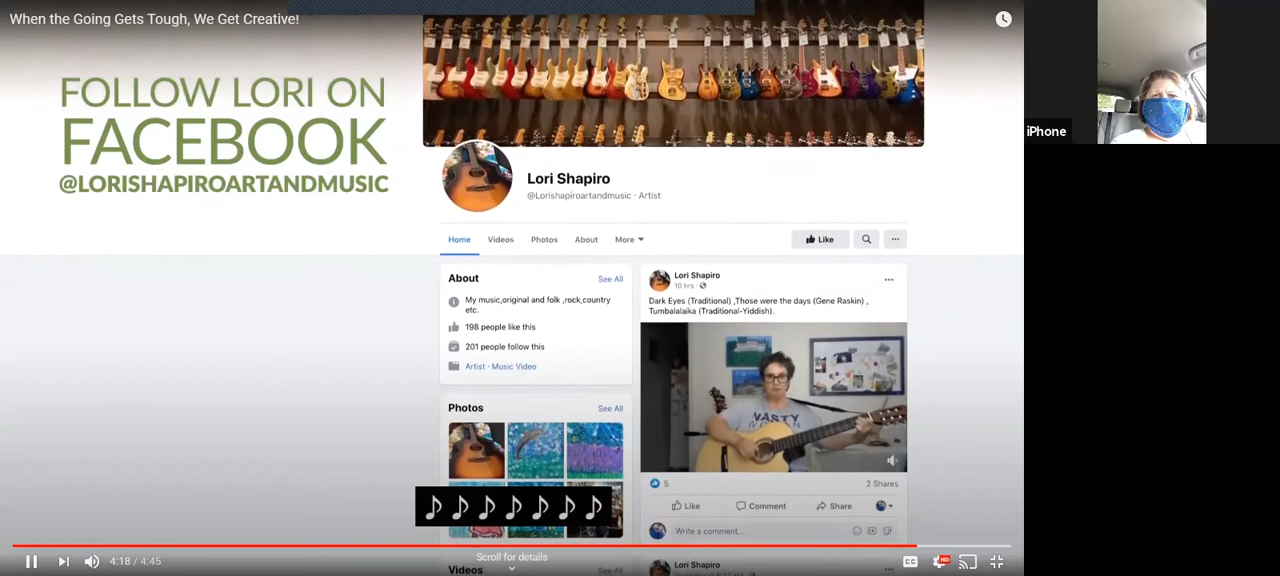 When the Going Gets Tough, We Get Creative!
FOLLOW LORI ON
FACEBOOK
@LORISHAPIROARTANDMUSIC
Lori Shapiro
@Lorishapiroartandmusic · Artist
Home Videos Photos About More
Like
About See All
My music,original and folk ,rock,country
etc.
198 people like this
201 people follow this
Artist · Music Video
Photos See All
Videos
Lori Shapiro
10 hrs ·
Dark Eyes (Traditional) ,Those were the days (Gene Raskin) ,
Tumbalalaika (Traditional-Yiddish).
NASTY
5 2 Shares
Like Comment Share
Write a comment...
Lori Shapiro
4:18 / 4:45
Scroll for details
CC
HD
iPhone